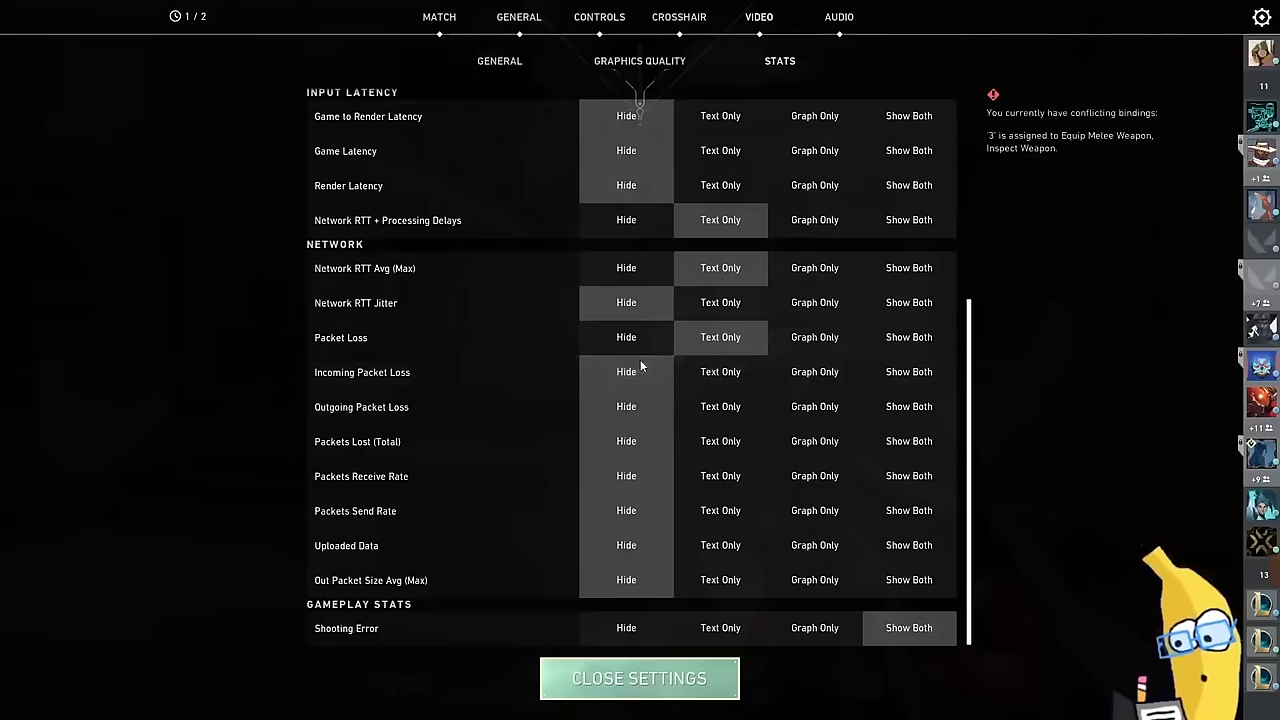 1 / 2
MATCH GENERAL CONTROLS CROSSHAIR VIDEO AUDIO
GENERAL GRAPHICS QUALITY STATS
INPUT LATENCY
Game to Render Latency Hide Text Only Graph Only Show Both
Game Latency Hide Text Only Graph Only Show Both
Render Latency Hide Text Only Graph Only Show Both
Network RTT + Processing Delays Hide Text Only Graph Only Show Both
NETWORK
Network RTT Avg (Max) Hide Text Only Graph Only Show Both
Network RTT Jitter Hide Text Only Graph Only Show Both
Packet Loss Hide Text Only Graph Only Show Both
Incoming Packet Loss Hide Text Only Graph Only Show Both
Outgoing Packet Loss Hide Text Only Graph Only Show Both
Packets Lost (Total) Hide Text Only Graph Only Show Both
Packets Receive Rate Hide Text Only Graph Only Show Both
Packets Send Rate Hide Text Only Graph Only Show Both
Uploaded Data Hide Text Only Graph Only Show Both
Out Packet Size Avg (Max) Hide Text Only Graph Only Show Both
GAMEPLAY STATS
Shooting Error Hide Text Only Graph Only Show Both
CLOSE SETTINGS
You currently have conflicting bindings:
'3' is assigned to Equip Melee Weapon,
Inspect Weapon.
11
+1
+7
+11
+9
13